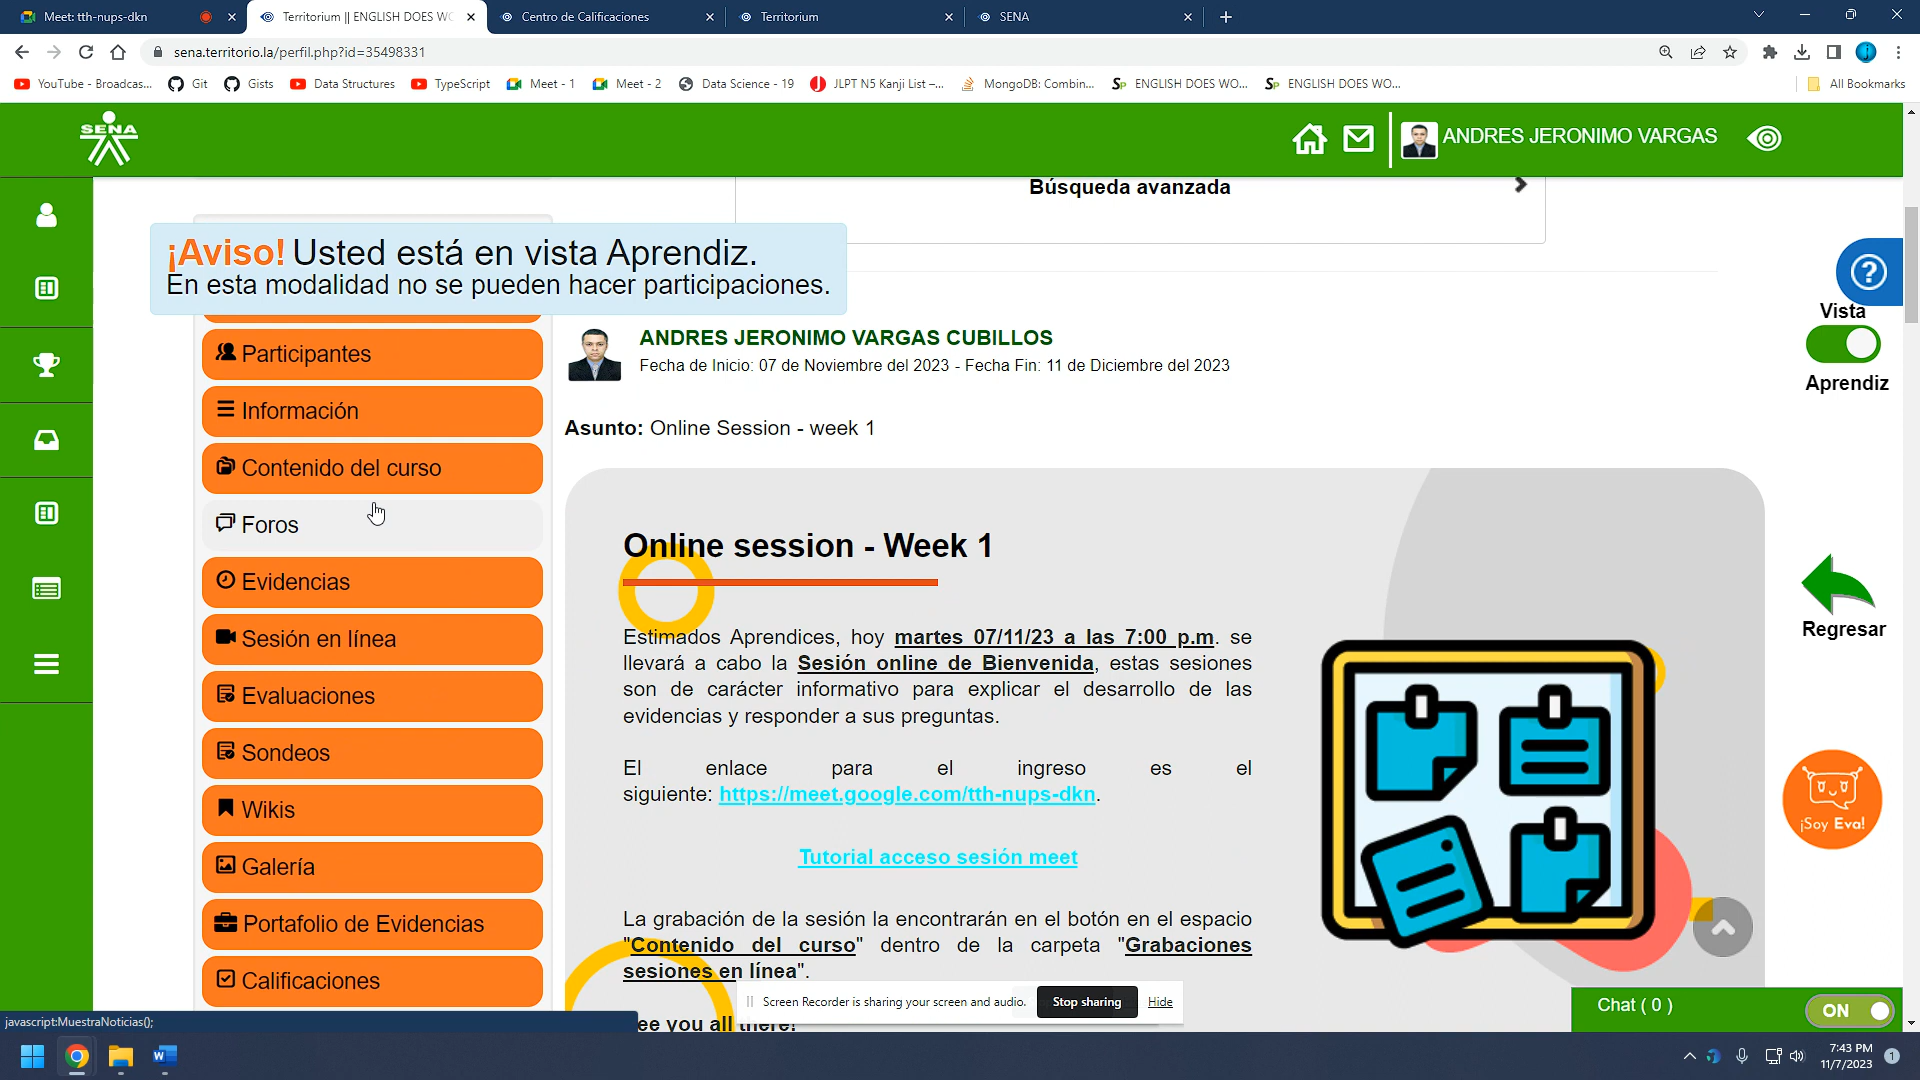 Meet: tth-nups-dkn
Territorium || ENGLISH DOES WO
Centro de Calificaciones
Territorium
SENA
sena.territorio.la/perfil.php?id=35498331
YouTube - Broadcas...
Git
Gists
Data Structures
TypeScript
Meet - 1
Meet - 2
Data Science - 19
JLPT N5 Kanji List –...
MongoDB: Combin...
ENGLISH DOES WO...
ENGLISH DOES WO...
All Bookmarks
SENA
ANDRES JERONIMO VARGAS
Búsqueda avanzada
¡Aviso! Usted está en vista Aprendiz.
En esta modalidad no se pueden hacer participaciones.
Vista
Aprendiz
Participantes
Información
Contenido del curso
Foros
Evidencias
Sesión en línea
Evaluaciones
Sondeos
Wikis
Galería
Portafolio de Evidencias
Calificaciones
ANDRES JERONIMO VARGAS CUBILLOS
Fecha de Inicio: 07 de Noviembre del 2023 - Fecha Fin: 11 de Diciembre del 2023
Asunto: Online Session - week 1
Online session - Week 1
Estimados Aprendices, hoy martes 07/11/23 a las 7:00 p.m. se
llevará a cabo la Sesión online de Bienvenida, estas sesiones
son de carácter informativo para explicar el desarrollo de las
evidencias y responder a sus preguntas.
El enlace para el ingreso es el
siguiente: https://meet.google.com/tth-nups-dkn.
Tutorial acceso sesión meet
La grabación de la sesión la encontrarán en el botón en el espacio
"Contenido del curso" dentro de la carpeta "Grabaciones
sesiones en línea".
ee you all there!
Regresar
¡Soy Eva!
Screen Recorder is sharing your screen and audio.
Stop sharing
Hide
Chat ( 0 )
ON
javascript:MuestraNoticias();
7:43 PM
11/7/2023
1